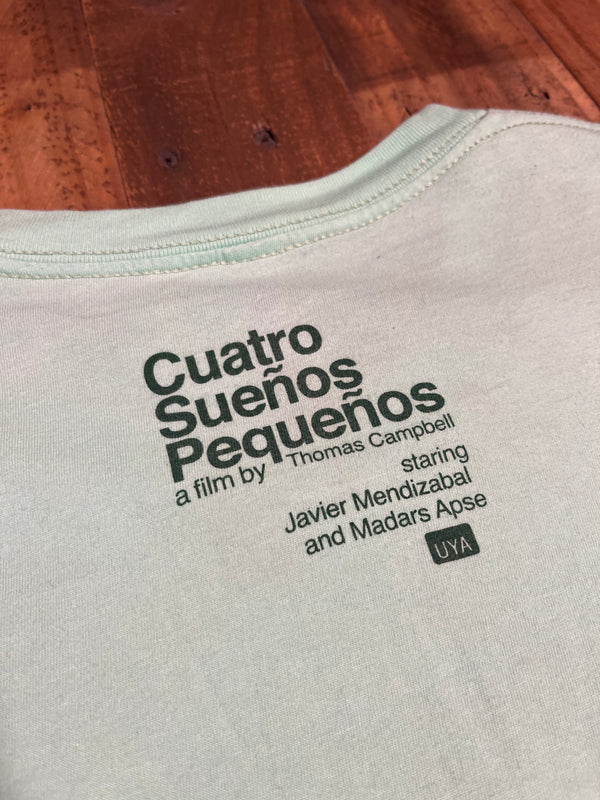 Cuatro
Sueños
Pequeños
a film by Thomas Campbell
staring
Javier Mendizabal
and Madars Apse
UYA